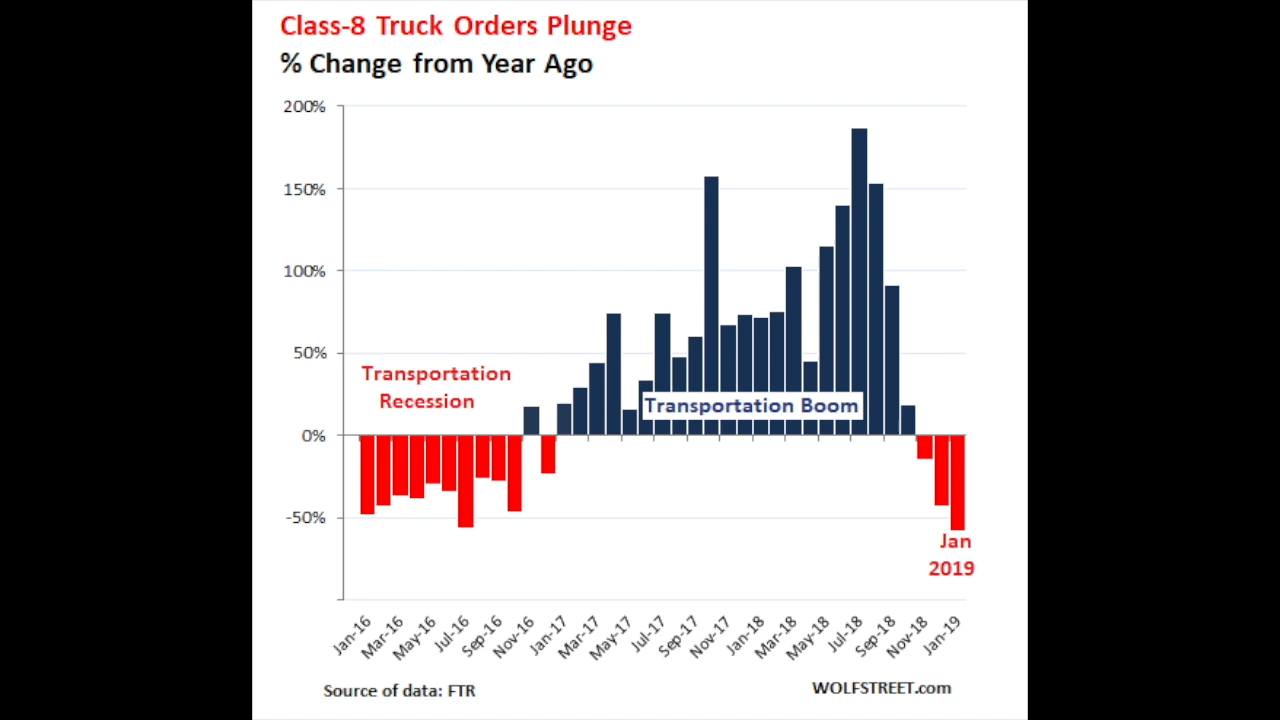 Class-8 Truck Orders Plunge
% Change from Year Ago
200%
150%
100%
50%
0%
-50%
Transportation
Recession
Transportation Boom
Jan
2019
Jan-16
Mar-16
May-16
Jul-16
Sep-16
Nov-16
Jan-17
Mar-17
May-17
Jul-17
Sep-17
Nov-17
Jan-18
Mar-18
May-18
Jul-18
Sep-18
Nov-18
Jan-19
Source of data: FTR
WOLFSTREET.com